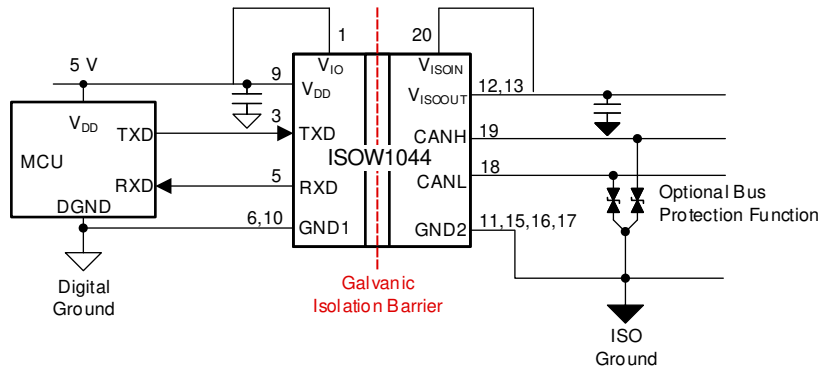 1
20
5 V
9
VIO
VDD
VISOIN
VISOOUT
12,13
MCU
VDD
TXD
3
TXD
ISOW1044
CANH
19
RXD
5
RXD
CANL
18
DGND
6,10
GND1
GND2
11,15,16,17
Optional Bus
Protection Function
Digital
Ground
Galvanic
Isolation Barrier
ISO
Ground